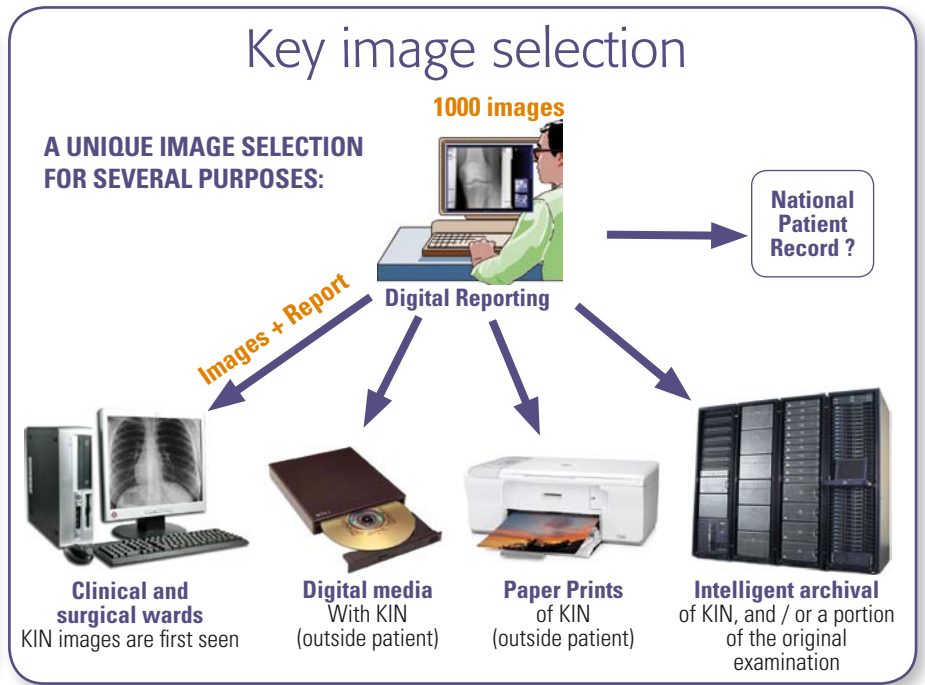 Key image selection
1000 images
A UNIQUE IMAGE SELECTION
FOR SEVERAL PURPOSES:
National
Patient
Record ?
Digital Reporting
Images + Report
Clinical and
surgical wards
KIN images are first seen
Digital media
With KIN
(outside patient)
Paper Prints
of KIN
(outside patient)
Intelligent archival
of KIN, and / or a portion
of the original
examination